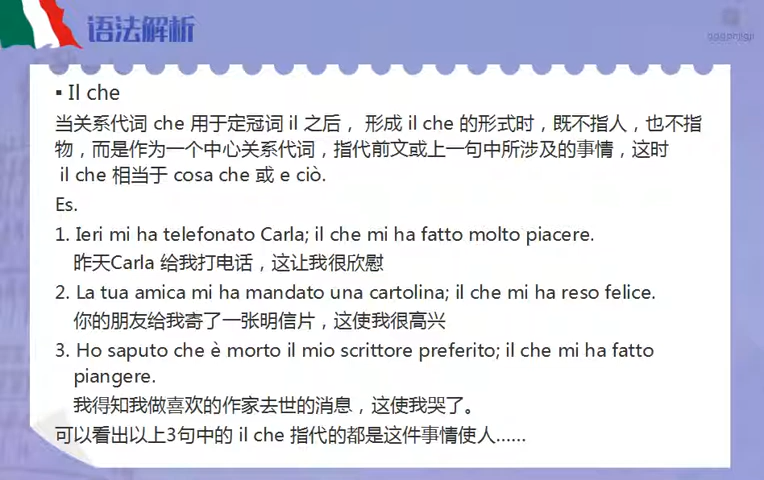 语法解析
▪ Il che
当关系代词 che 用于定冠词 il 之后， 形成 il che 的形式时，既不指人，也不指
物，而是作为一个中心关系代词，指代前文或上一句中所涉及的事情，这时
il che 相当于 cosa che 或 e ciò.
Es.
1. Ieri mi ha telefonato Carla; il che mi ha fatto molto piacere.
昨天Carla 给我打电话，这让我很欣慰
2. La tua amica mi ha mandato una cartolina; il che mi ha reso felice.
你的朋友给我寄了一张明信片，这使我很高兴
3. Ho saputo che è morto il mio scrittore preferito; il che mi ha fatto
piangere.
我得知我做喜欢的作家去世的消息，这使我哭了。
可以看出以上3句中的 il che 指代的都是这件事情使人......